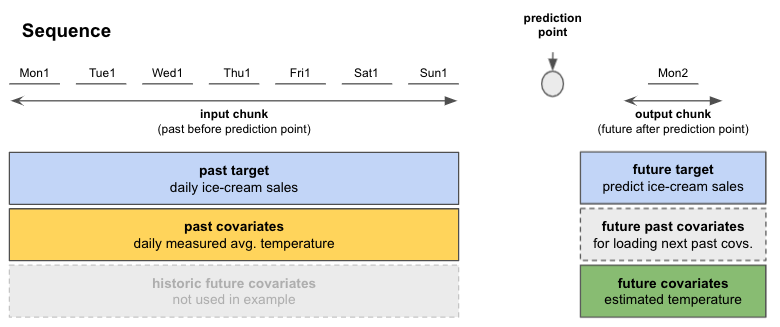 Sequence
prediction
point
Mon1 Tue1 Wed1 Thu1 Fri1 Sat1 Sun1 Mon2
input chunk
(past before prediction point)
output chunk
(future after prediction point)
past target
daily ice-cream sales
future target
predict ice-cream sales
past covariates
daily measured avg. temperature
future past covariates
for loading next past covs.
historic future covariates
not used in example
future covariates
estimated temperature